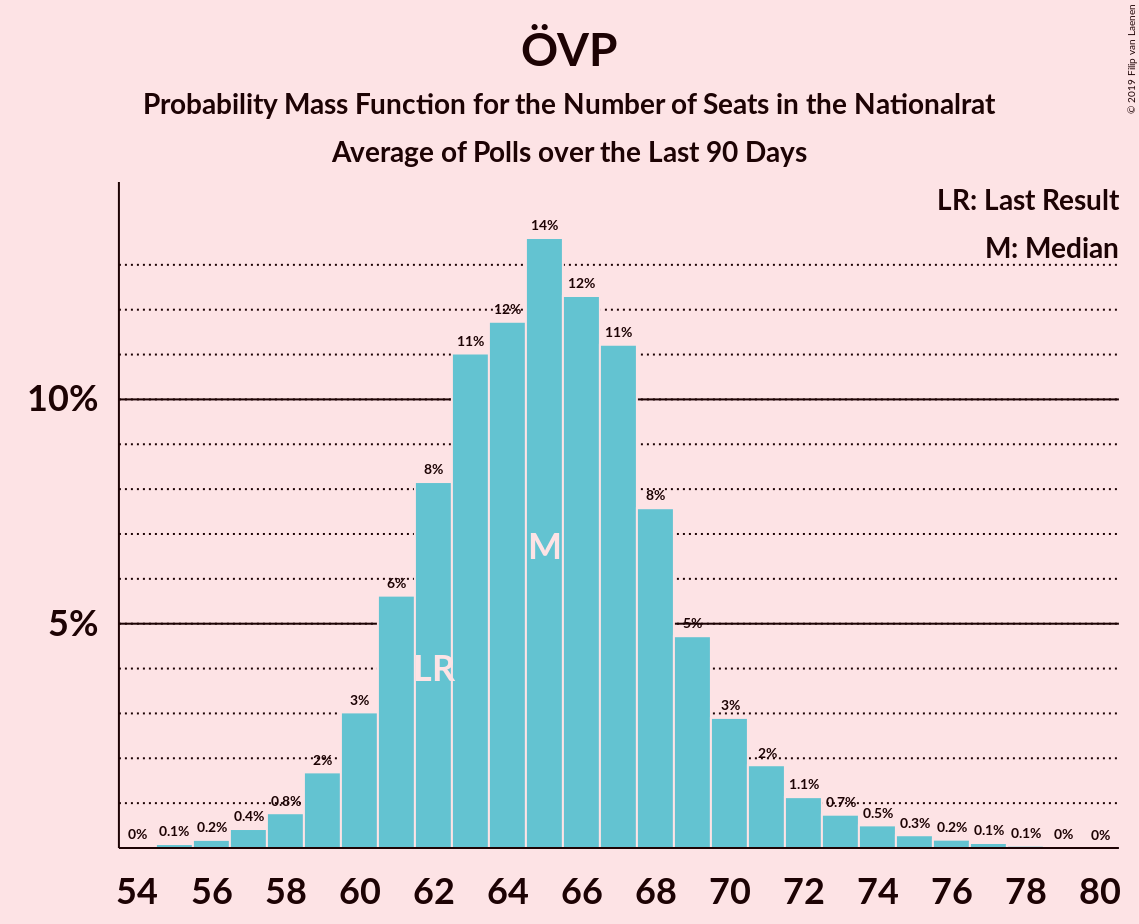 ÖVP
Probability Mass Function for the Number of Seats in the Nationalrat
Average of Polls over the Last 90 Days
© 2019 Filip van Laenen
LR: Last Result
M: Median
10%
5%
0% 0.1% 0.2% 0.4% 0.8% 2% 3% 6% 8% 11% 12% 14% 12% 11% 8% 5% 3% 2% 1.1% 0.7% 0.5% 0.3% 0.2% 0.1% 0.1% 0% 0%
M
LR
54 56 58 60 62 64 66 68 70 72 74 76 78 80